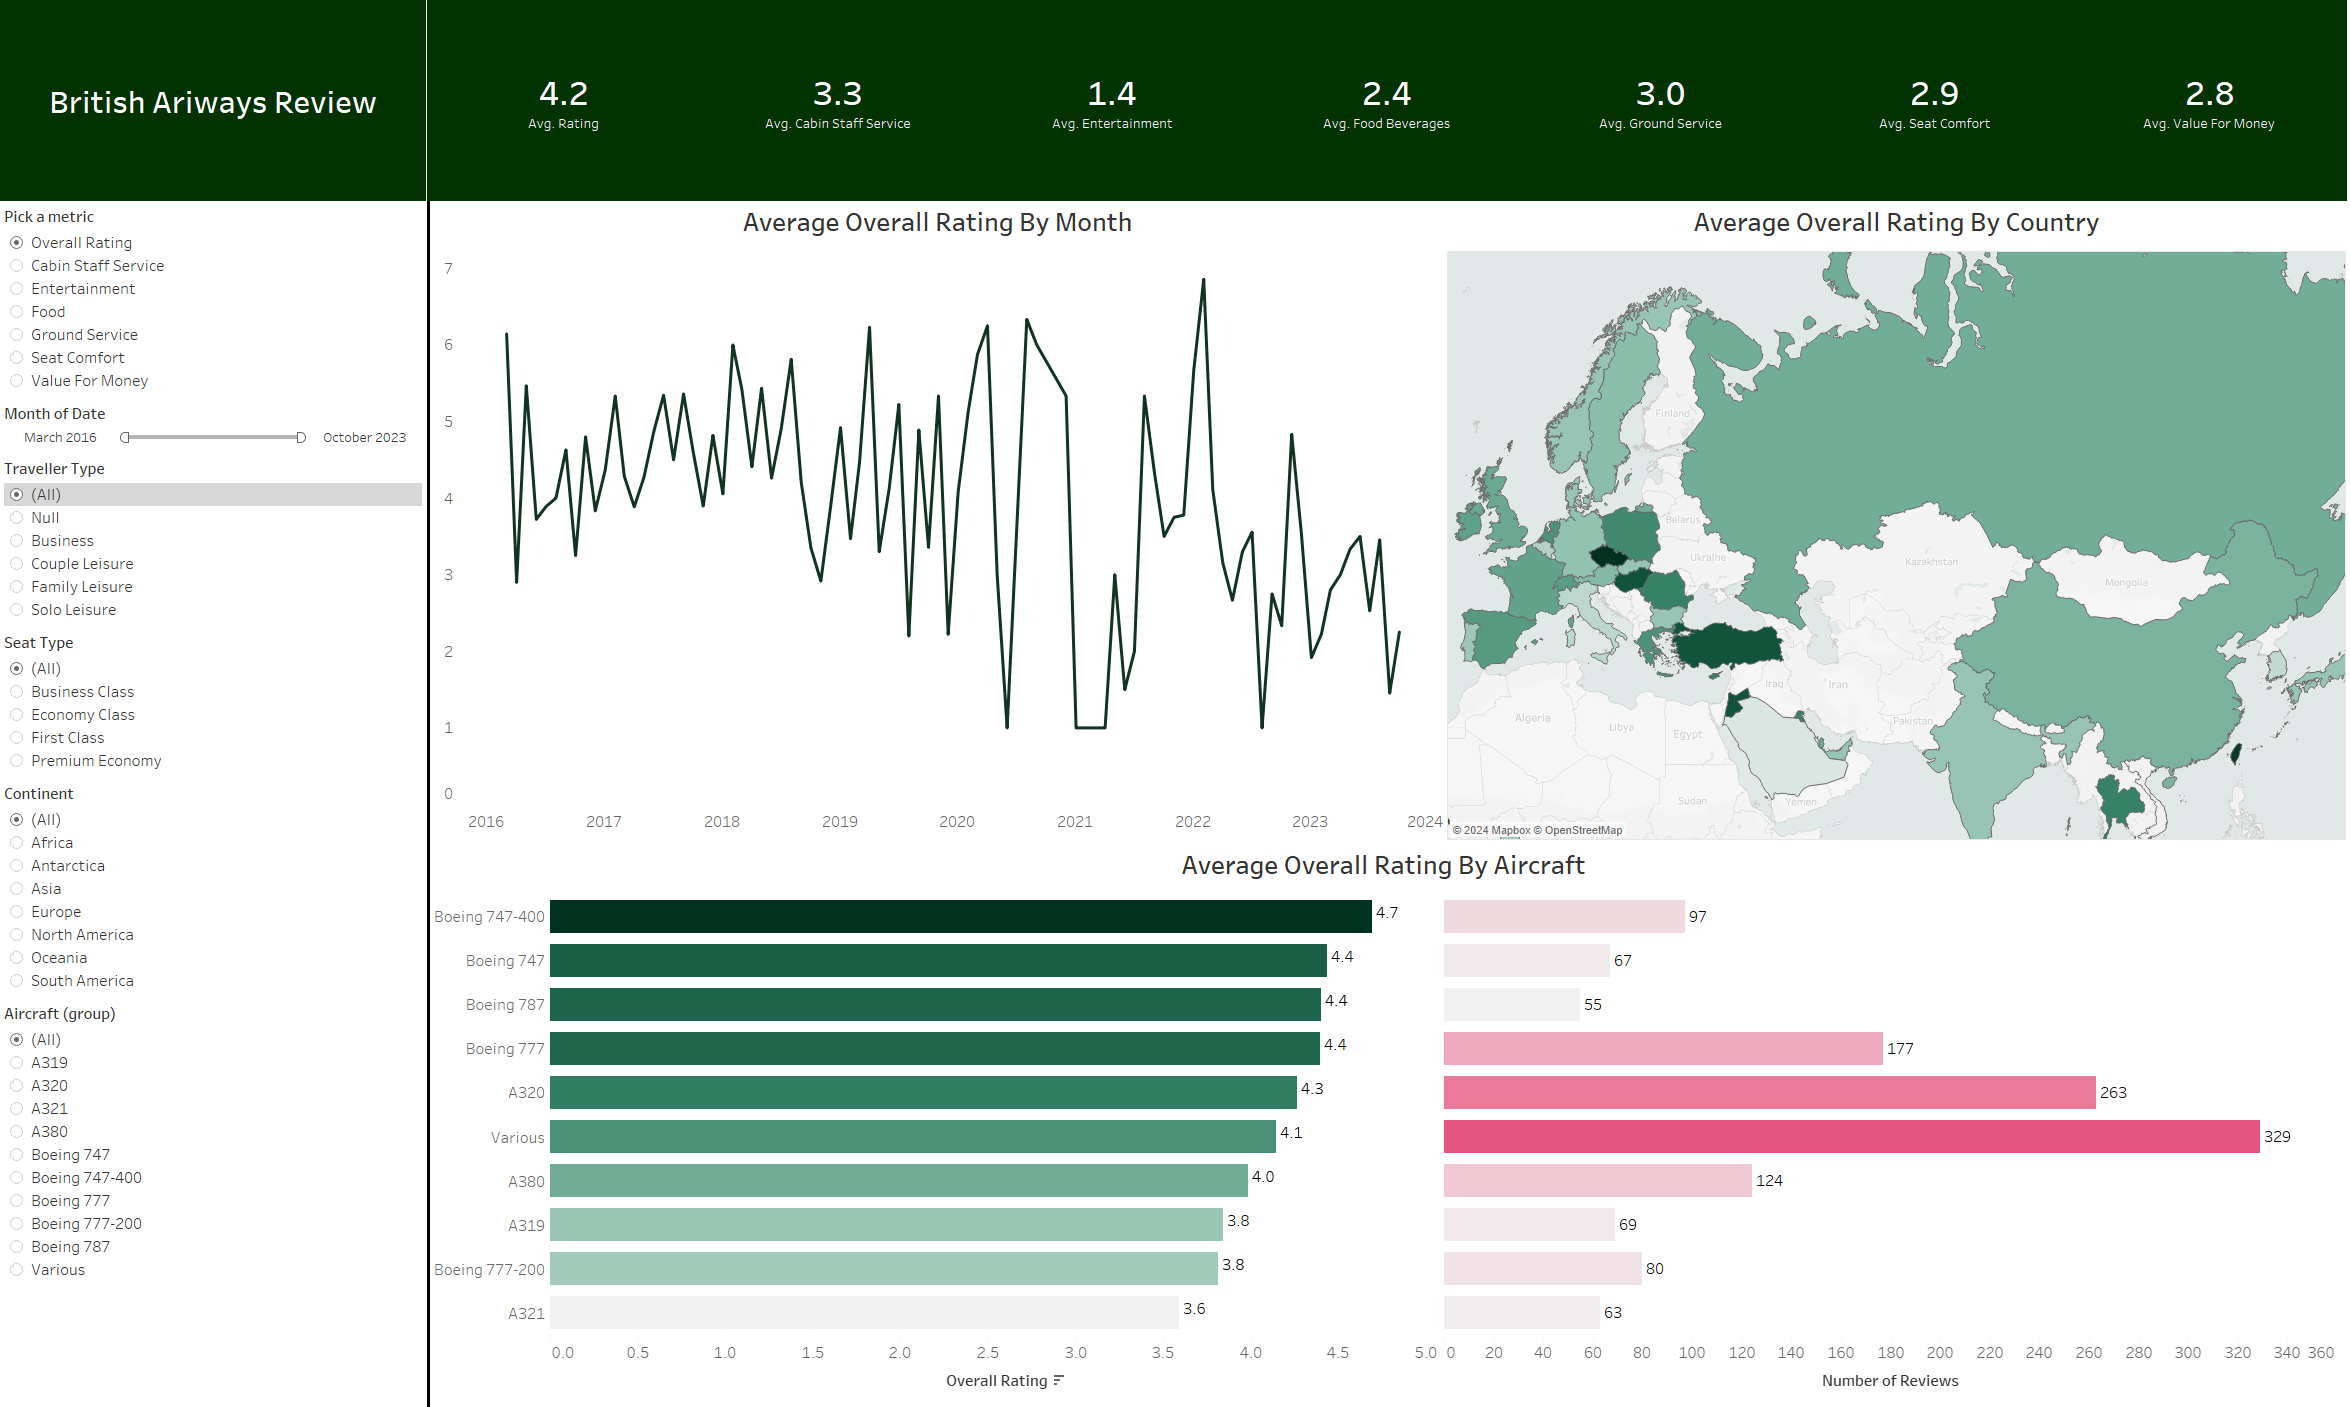 British Ariways Review
4.2
Avg. Rating
3.3
Avg. Cabin Staff Service
1.4
Avg. Entertainment
2.4
Avg. Food Beverages
3.0
Avg. Ground Service
2.9
Avg. Seat Comfort
2.8
Avg. Value For Money
Pick a metric
Overall Rating
Cabin Staff Service
Entertainment
Food
Ground Service
Seat Comfort
Value For Money
Month of Date
March 2016 October 2023
Traveller Type
(All)
Null
Business
Couple Leisure
Family Leisure
Solo Leisure
Seat Type
(All)
Business Class
Economy Class
First Class
Premium Economy
Continent
(All)
Africa
Antarctica
Asia
Europe
North America
Oceania
South America
Aircraft (group)
(All)
A319
A320
A321
A380
Boeing 747
Boeing 747-400
Boeing 777
Boeing 777-200
Boeing 787
Various
Average Overall Rating By Month
7
6
5
4
3
2
1
0
2016 2017 2018 2019 2020 2021 2022 2023 2024
Average Overall Rating By Country
Finland
Belarus
Ukraine
Kazakhstan
Mongolia
Iraq
Iran
Pakistan
Algeria
Libya
Egypt
Sudan
Yemen
© 2024 Mapbox © OpenStreetMap
Average Overall Rating By Aircraft
Boeing 747-400 4.7 97
Boeing 747 4.4 67
Boeing 787 4.4 55
Boeing 777 4.4 177
A320 4.3 263
Various 4.1 329
A380 4.0 124
A319 3.8 69
Boeing 777-200 3.8 80
A321 3.6 63
0.0 0.5 1.0 1.5 2.0 2.5 3.0 3.5 4.0 4.5 5.0
0 20 40 60 80 100 120 140 160 180 200 220 240 260 280 300 320 340 360
Overall Rating
Number of Reviews